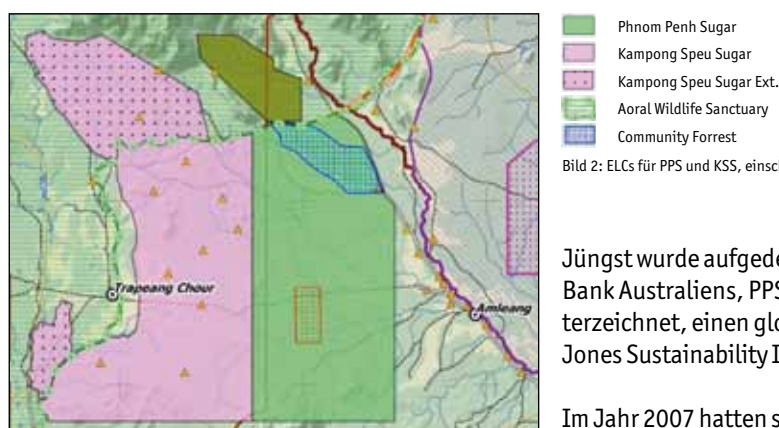 Trapeang Chour
Amleang
Phnom Penh Sugar
Kampong Speu Sugar
Kampong Speu Sugar Ext.
Aoral Wildlife Sanctuary
Community Forrest
Bild 2: ELCs für PPS und KSS, einsch
Jüngst wurde aufgede
Bank Australiens, PPS
terzeichnet, einen glo
Jones Sustainability I
Im Jahr 2007 hatten s